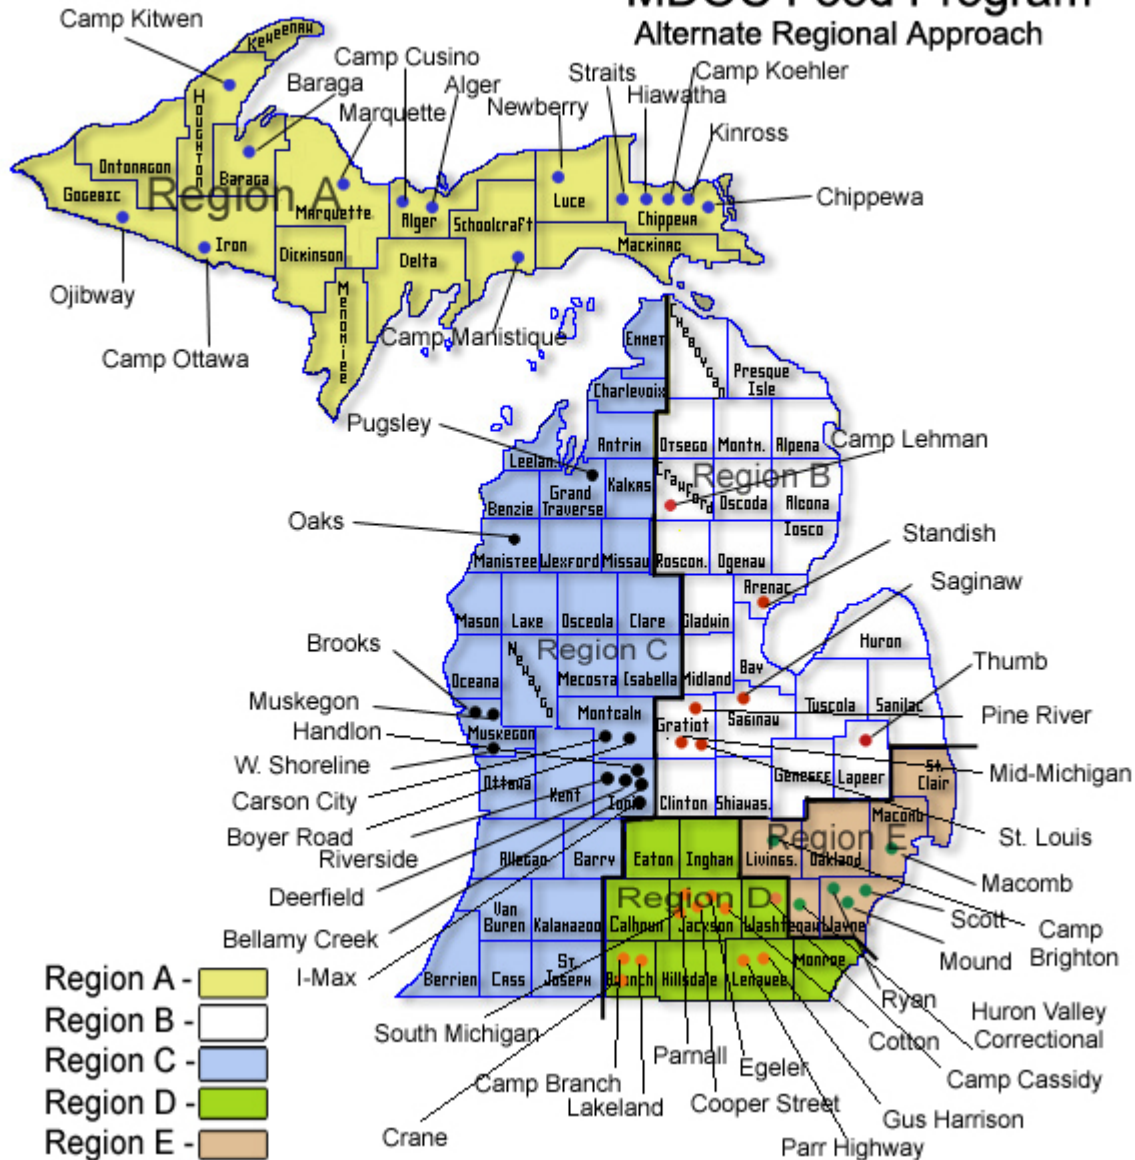 MDOC Food Program
Alternate Regional Approach
Camp Kitwen
Camp Cusino
Baraga
Alger
Marquette
Newberry
Straits
Camp Koehler
Hiawatha
Kinross
Chippewa
Keweenaw
Houghton
Ontonagon
Gogebic
Baraga
Region A
Marquette
Alger
Schoolcraft
Luce
Chippewa
Mackinac
Iron
Dickinson
Delta
Menomiee
Ojibway
Camp Ottawa
Camp Manistique
Emmet
Cheboygan
Presque
Isle
Charlevoix
Pugsley
Antrim
Otsego
Montm.
Alpena
Camp Lehman
Leelan.
Region B
Kalkas
Crawford
Benzie
Grand
Traverse
Oscoda
Alcona
Oaks
Iosco
Standish
Manistee
Wexford
Missau
Roscom.
Ogemaw
Arenac
Saginaw
Mason
Lake
Osceola
Clare
Gladwin
Huron
Brooks
Newaygo
Region C
Bay
Thumb
Oceana
Mecosta
Isabella
Midland
Muskegon
Montcalm
Tuscola
Sanilac
Pine River
Handlon
Muskegon
Gratiot
Saginaw
W. Shoreline
Mid-Michigan
Ottawa
Kent
Ionia
Genesee
Lapeer
St.
Clair
Carson City
Clinton
Shiawas.
Macomb
Boyer Road
Region E
St. Louis
Riverside
Allegan
Barry
Eaton
Ingham
Livings.
Oakland
Deerfield
Macomb
Region D
Van
Buren
Kalamazoo
Calhoun
Jackson
Washtenaw
Wayne
Scott
Camp
Brighton
Bellamy Creek
Mound
I-Max
Berrien
Cass
St.
Joseph
Branch
Hillsdale
Lenawee
Monroe
Ryan
Huron Valley
Correctional
South Michigan
Cotton
Parnall
Egeler
Camp Cassidy
Camp Branch
Lakeland
Cooper Street
Gus Harrison
Crane
Parr Highway
Region A -
Region B -
Region C -
Region D -
Region E -